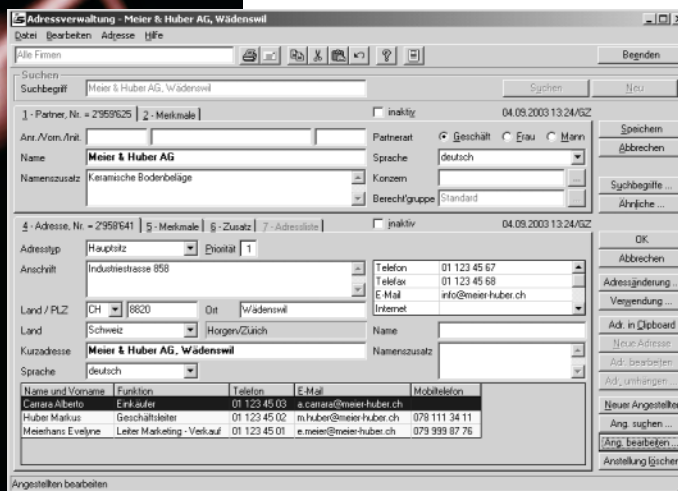 Adressverwaltung - Meier & Huber AG, Wädenswil
Datei Bearbeiten Adresse Hilfe
Alle Firmen
Beenden
Suchen
Suchbegriff Meier & Huber AG, Wädenswil Suchen Neu
1 - Partner, Nr. = 2'959'625 2 - Merkmale inaktiv 04.09.2003 13:24/GZ
Anr./Vorn./Init. Partnerart Geschäft Frau Mann Speichern
Name Meier & Huber AG Sprache deutsch Abbrechen
Namenszusatz Keramische Bodenbeläge Konzern ...
Berecht'gruppe Standard ...
Suchbegriffe ...
Ähnliche ...
4 - Adresse, Nr. = 2'958'641 5 - Merkmale 6 - Zusatz 7 - Adressliste inaktiv 04.09.2003 13:24/GZ
Adresstyp Hauptsitz Priorität 1 OK
Anschrift Industriestrasse 858 Abbrechen
Telefon 01 123 45 67
Telefax 01 123 45 68
E-Mail info@meier-huber.ch
Internet
Adressänderung ...
Verwendung ...
Land / PLZ CH 8820 Ort Wädenswil
Land Schweiz Horgen/Zürich Name Adr. in Clipboard
Kurzadresse Meier & Huber AG, Wädenswil Namenszusatz Neue Adresse
Sprache deutsch Adr. bearbeiten
Adr. umhängen ...
Name und Vorname Funktion Telefon E-Mail Mobiltelefon
Carrara Alberto Einkäufer 01 123 45 03 a.carrara@meier-huber.ch
Huber Markus Geschäftsleiter 01 123 45 02 m.huber@meier-huber.ch 078 111 34 11
Meierhans Evelyne Leiter Marketing - Verkauf 01 123 45 01 e.meier@meier-huber.ch 079 999 87 76
Neuer Angestellter
Ang. suchen ...
Ang. bearbeiten ...
Anstellung löschen
Angestellten bearbeiten